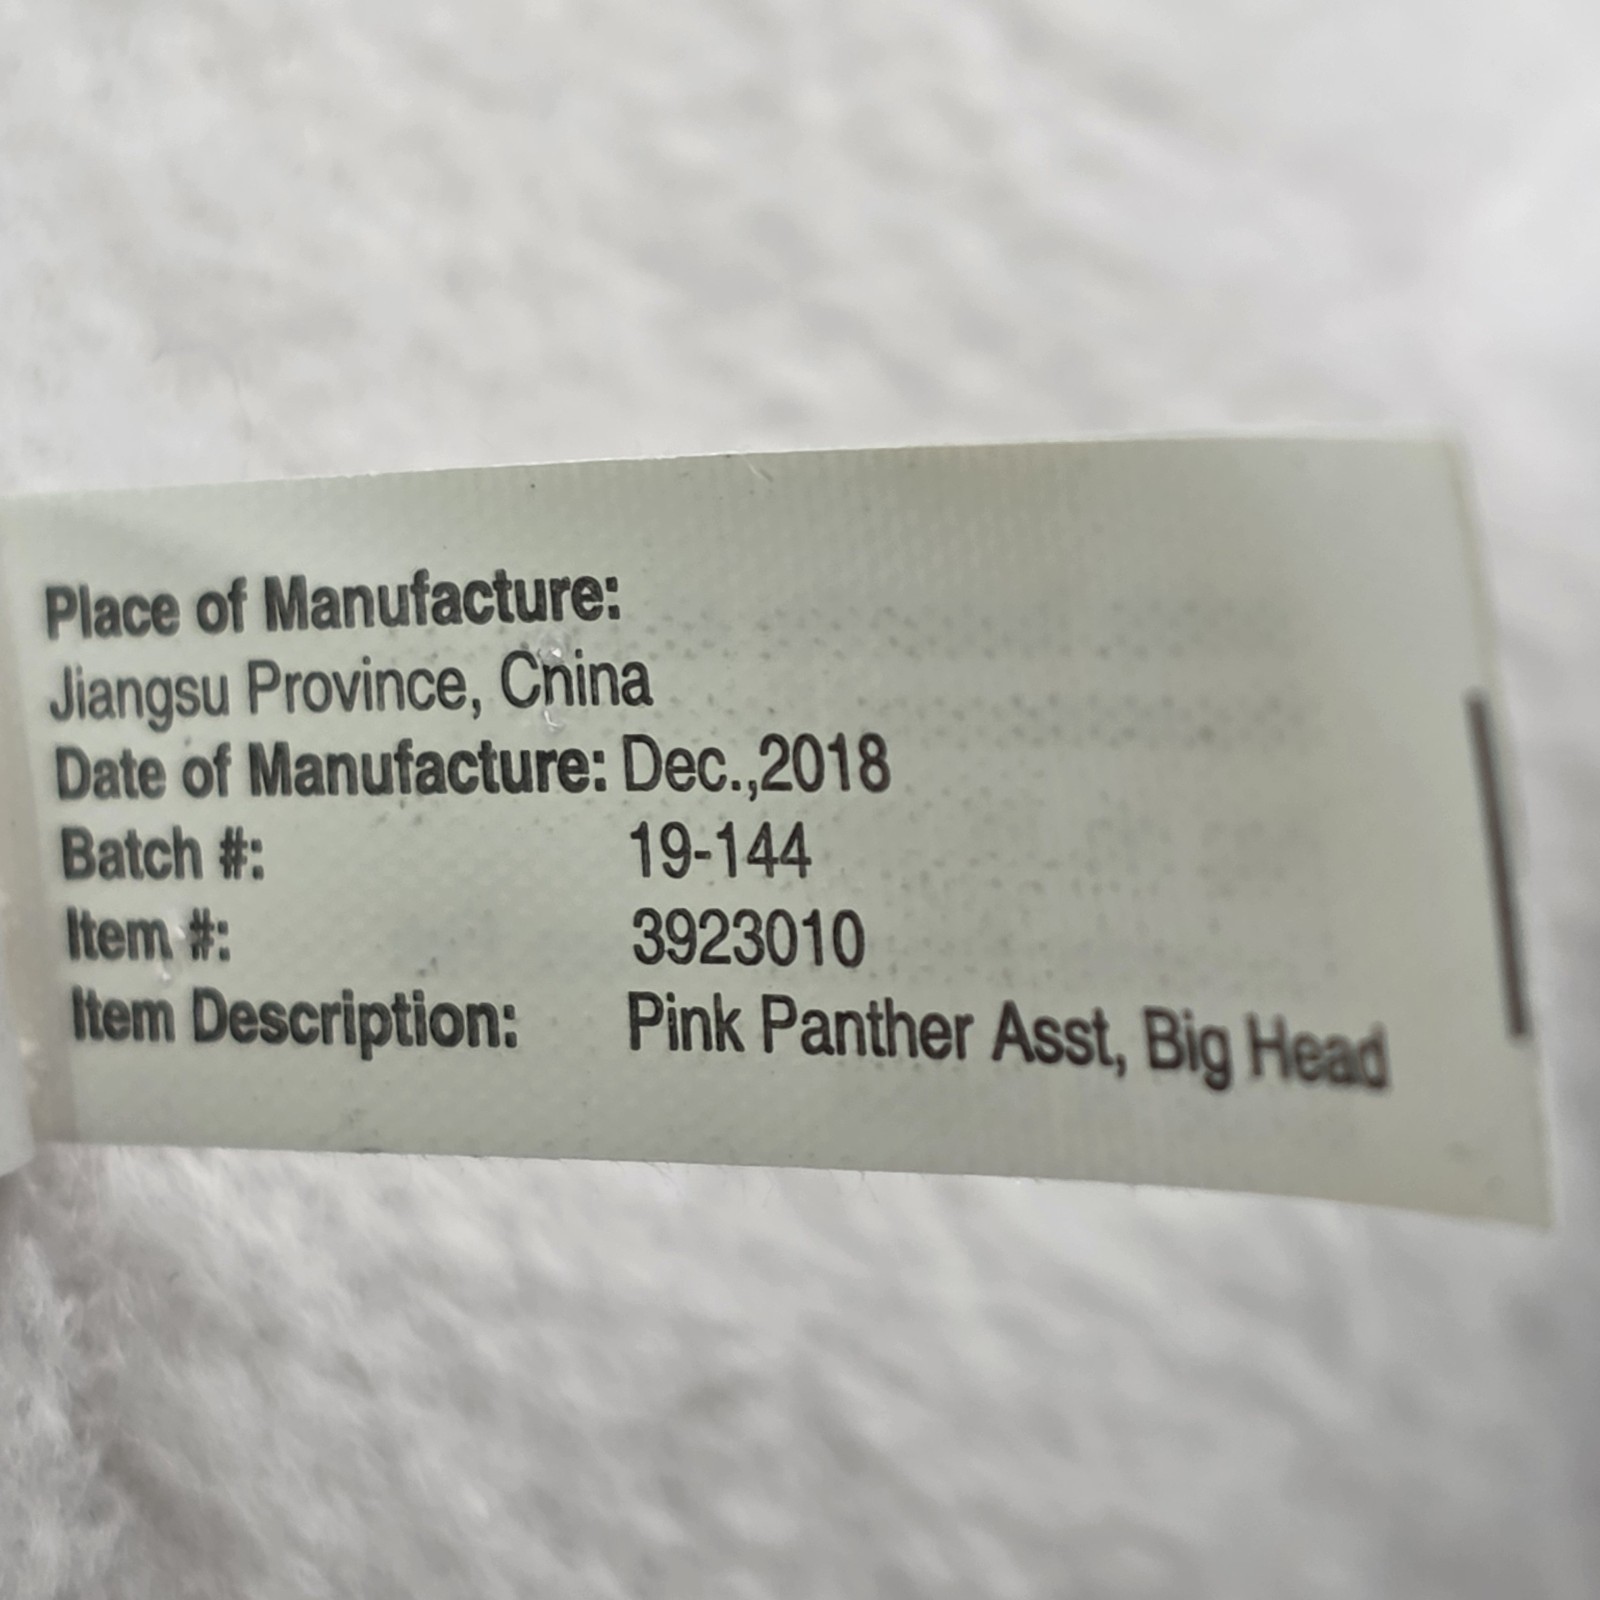 Place of Manufacture:
Jiangsu Province, China
Date of Manufacture: Dec.,2018
Batch #: 19-144
Item #: 3923010
Item Description: Pink Panther Asst, Big Head